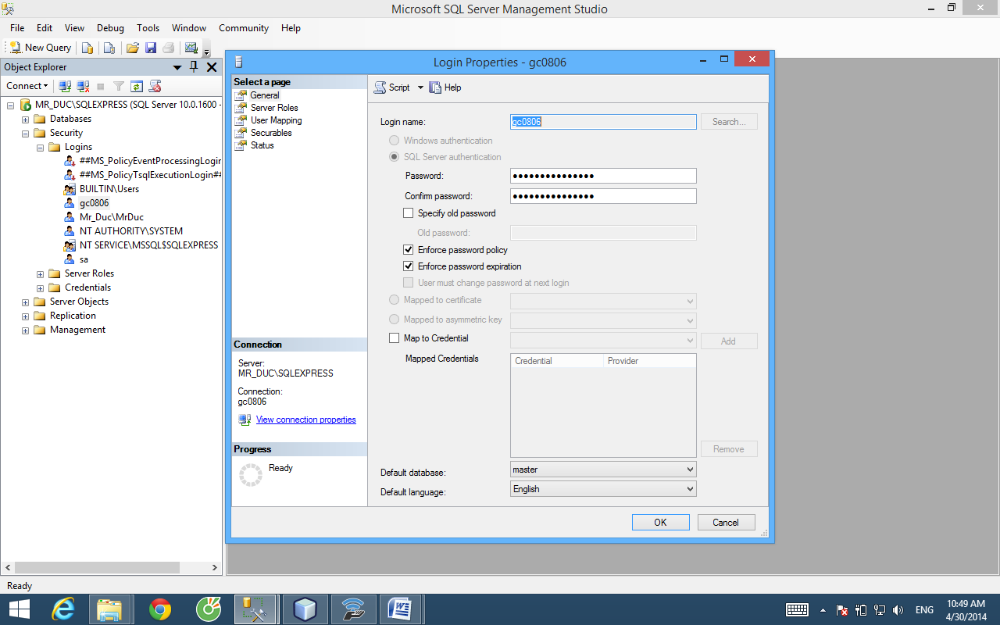 Microsoft SQL Server Management Studio
File Edit View Debug Tools Window Community Help
New Query
Object Explorer
Connect
MR_DUC\SQLEXPRESS (SQL Server 10.0.1600 -
Databases
Security
Logins
##MS_PolicyEventProcessingLogin
##MS_PolicyTsqlExecutionLogin##
BUILTIN\Users
gc0806
Mr_Duc\MrDuc
NT AUTHORITY\SYSTEM
NT SERVICE\MSSQL$SQLEXPRESS
sa
Server Roles
Credentials
Server Objects
Replication
Management
Login Properties - gc0806
Select a page
General
Server Roles
User Mapping
Securables
Status
Connection
Server:
MR_DUC\SQLEXPRESS
Connection:
gc0806
View connection properties
Progress
Ready
Script Help
Login name: gc0806 Search...
Windows authentication
SQL Server authentication
Password: ●●●●●●●●●●●●●●●
Confirm password: ●●●●●●●●●●●●●●●
Specify old password
Old password:
Enforce password policy
Enforce password expiration
User must change password at next login
Mapped to certificate
Mapped to asymmetric key
Map to Credential Add
Mapped Credentials Credential Provider
Remove
Default database: master
Default language: English
OK Cancel
Ready
ENG 10:49 AM
4/30/2014